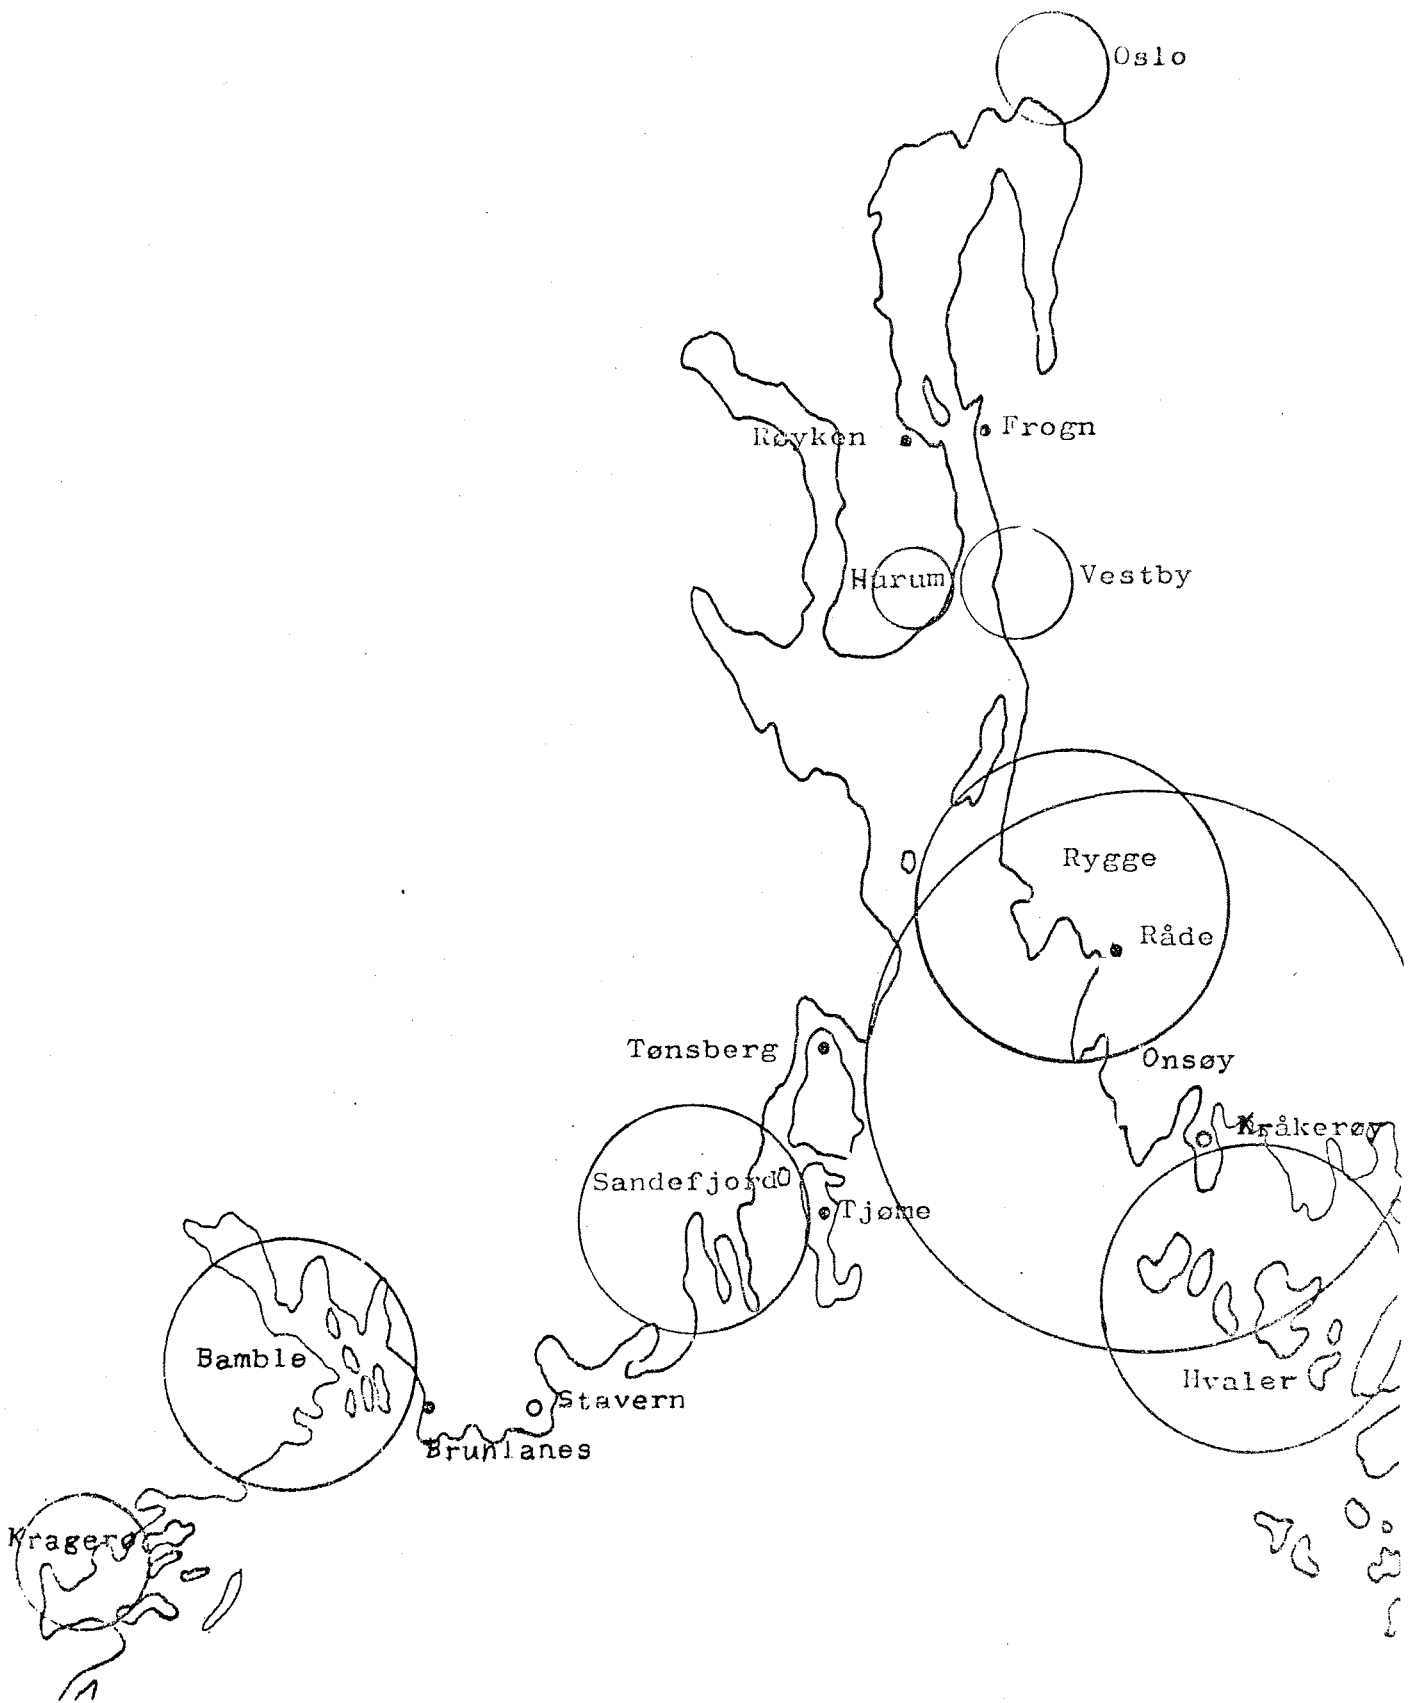 Oslo
Frogn
Røyken
Hurum
Vestby
Rygge
Råde
Tønsberg
Onsøy
Kråkerøy
Sandefjord
Tjøme
Bamble
Hvaler
Stavern
Brunlanes
Kragerø